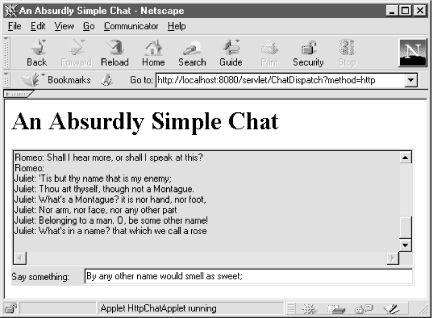 An Absurdly Simple Chat - Netscape
File Edit View Go Communicator Help
Back Forward Reload Home Search Guide Print Security Stop
N
Bookmarks Go to: http://localhost:8080/servlet/ChatDispatch?method=http
An Absurdly Simple Chat
Romeo: Shall I hear more, or shall I speak at this?
Romeo:
Juliet: 'Tis but thy name that is my enemy;
Juliet: Thou art thyself, though not a Montague.
Juliet: What's a Montague? it is nor hand, nor foot,
Juliet: Nor arm, nor face, nor any other part
Juliet: Belonging to a man. O, be some other name!
Juliet: What's in a name? that which we call a rose
Say something: By any other name would smell as sweet;
Applet HttpChatApplet running